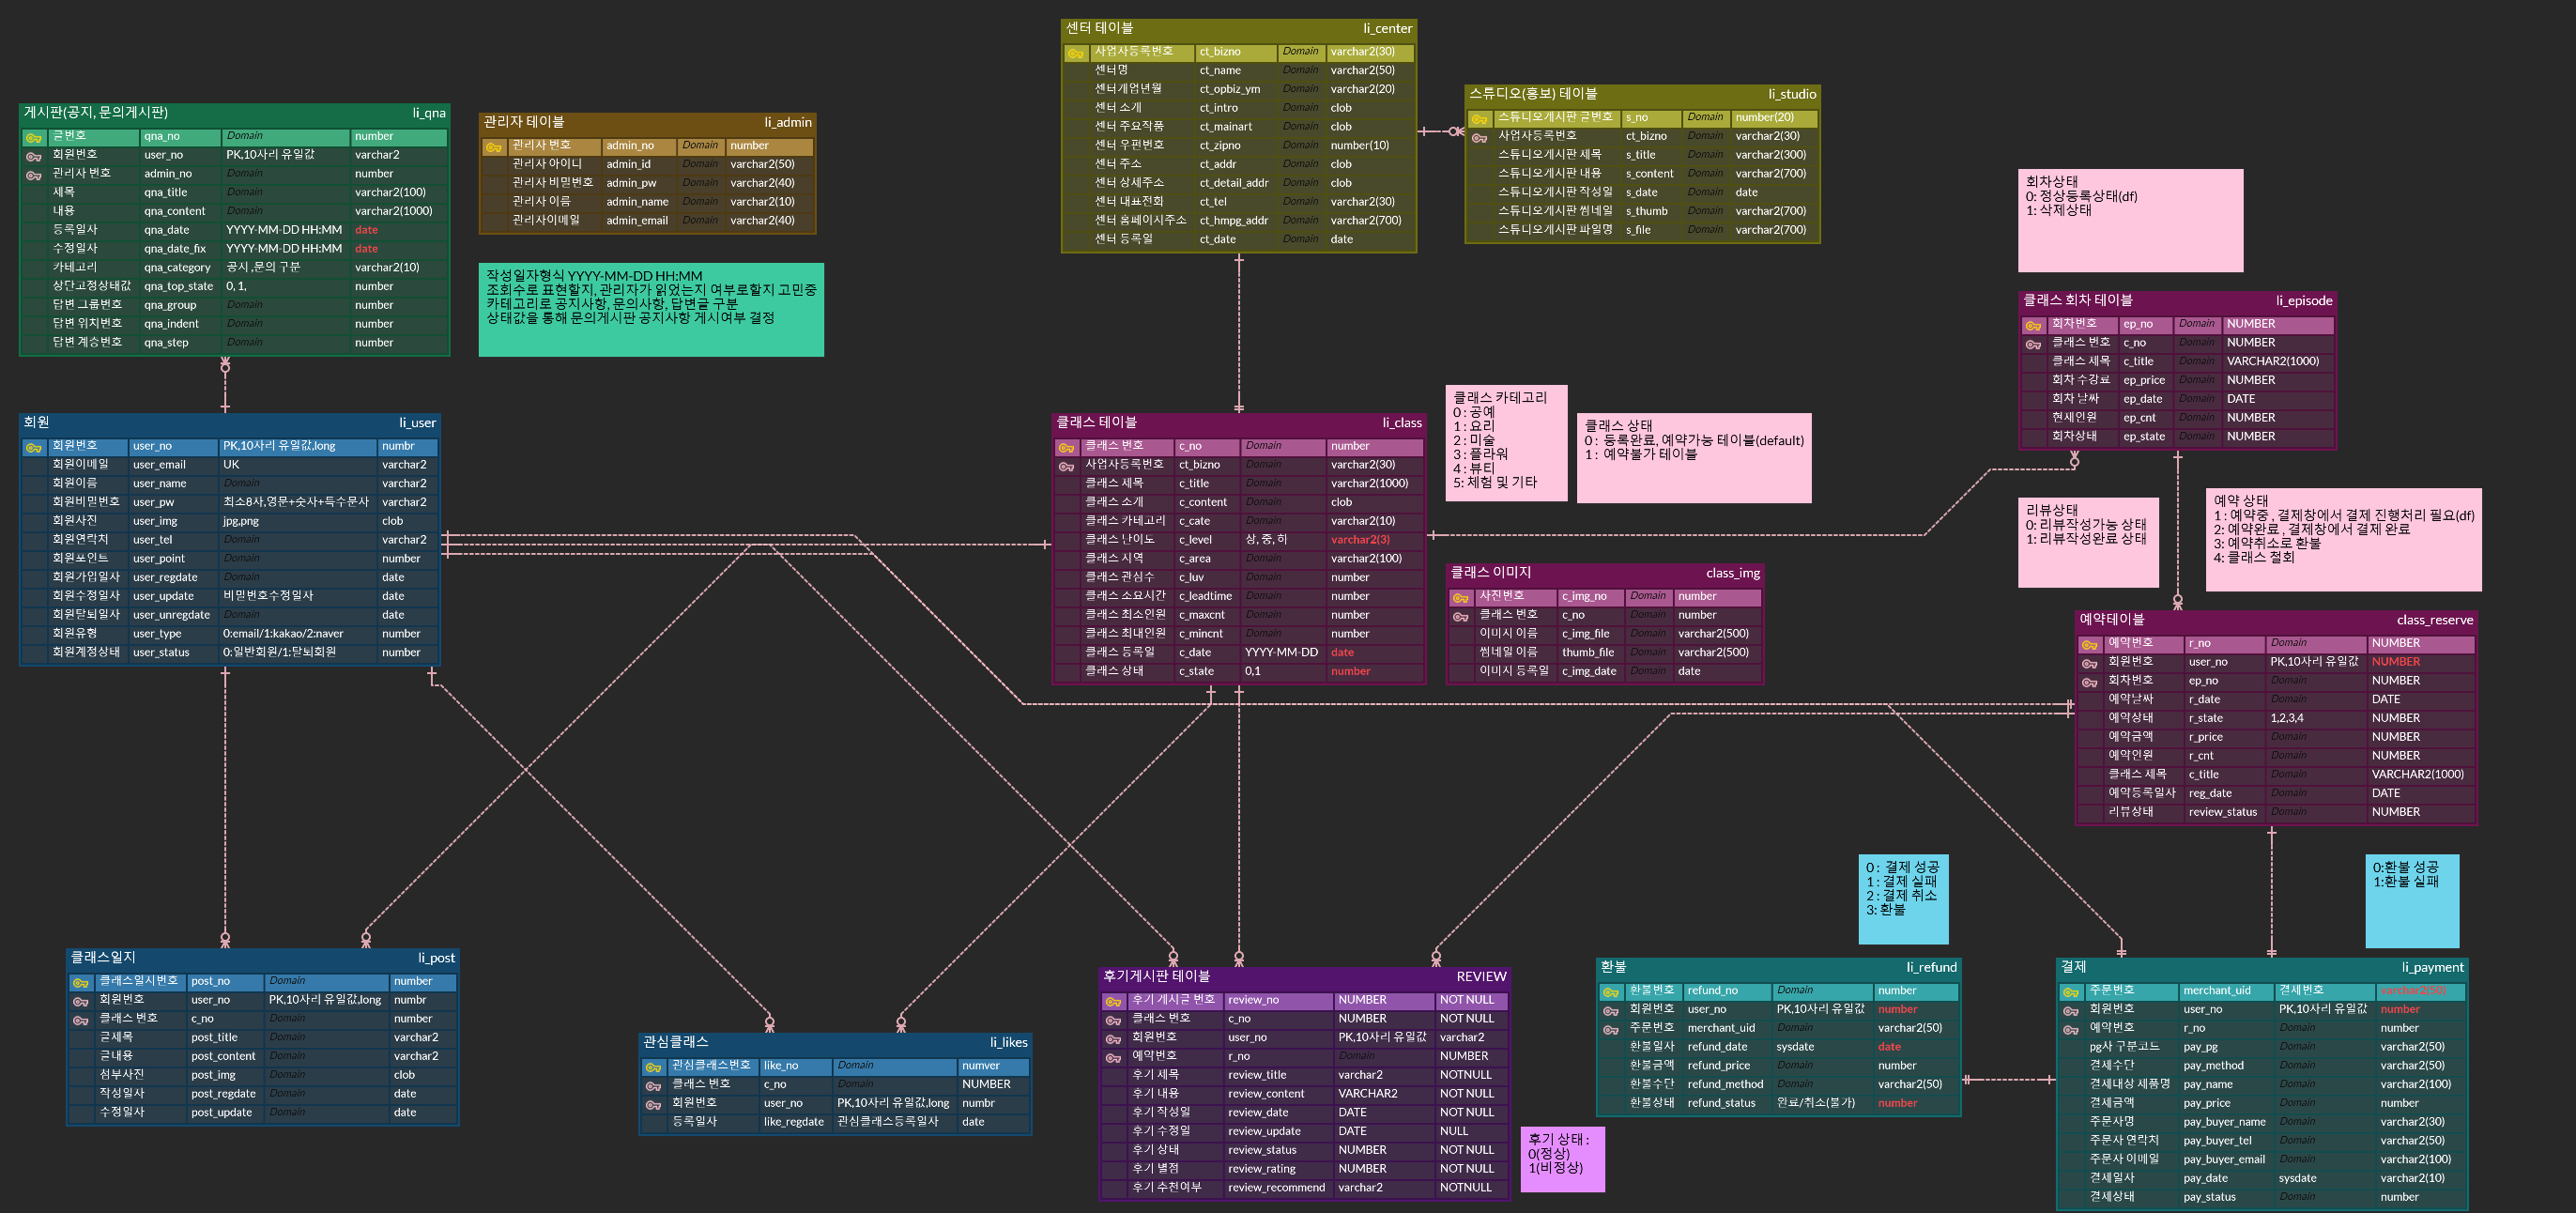 센터 테이블 li_center
사업자등록번호 ct_bizno Domain varchar2(30)
센터명 ct_name Domain varchar2(50)
센터개업년월 ct_opbiz_ym Domain varchar2(20)
센터 소개 ct_intro Domain clob
센터 주요작품 ct_mainart Domain clob
센터 우편번호 ct_zipno Domain number(10)
센터 주소 ct_addr Domain clob
센터 상세주소 ct_detail_addr Domain clob
센터 대표전화 ct_tel Domain varchar2(30)
센터 홈페이지주소 ct_hmpg_addr Domain varchar2(700)
센터 등록일 ct_date Domain date
스튜디오(홍보) 테이블 li_studio
스튜디오게시판 글번호 s_no Domain number(20)
사업자등록번호 ct_bizno Domain varchar2(30)
스튜디오게시판 제목 s_title Domain varchar2(300)
스튜디오게시판 내용 s_content Domain varchar2(700)
스튜디오게시판 작성일 s_date Domain date
스튜디오게시판 썸네일 s_thumb Domain varchar2(700)
스튜디오게시판 파일명 s_file Domain varchar2(700)
게시판(공지, 문의게시판) li_qna
글번호 qna_no Domain number
회원번호 user_no PK,10자리 유일값 varchar2
관리자 번호 admin_no Domain number
제목 qna_title Domain varchar2(100)
내용 qna_content Domain varchar2(1000)
등록일자 qna_date YYYY-MM-DD HH:MM date
수정일자 qna_date_fix YYYY-MM-DD HH:MM date
카테고리 qna_category 공지 ,문의 구분 varchar2(10)
상단고정상태값 qna_top_state 0, 1, number
답변 그룹번호 qna_group Domain number
답변 위치번호 qna_indent Domain number
답변 계층번호 qna_step Domain number
관리자 테이블 li_admin
관리자 번호 admin_no Domain number
관리자 아이디 admin_id Domain varchar2(50)
관리자 비밀번호 admin_pw Domain varchar2(40)
관리자 이름 admin_name Domain varchar2(10)
관리자이메일 admin_email Domain varchar2(40)
작성일자형식 YYYY-MM-DD HH:MM
조회수로 표현할지, 관리자가 읽었는지 여부로할지 고민중
카테고리로 공지사항, 문의사항, 답변글 구분
상태값을 통해 문의게시판 공지사항 게시여부 결정
회차상태
0: 정상등록상태(df)
1: 삭제상태
클래스 회차 테이블 li_episode
회차번호 ep_no Domain NUMBER
클래스 번호 c_no Domain NUMBER
클래스 제목 c_title Domain VARCHAR2(1000)
회차 수강료 ep_price Domain NUMBER
회차 날짜 ep_date Domain DATE
현재인원 ep_cnt Domain NUMBER
회차상태 ep_state Domain NUMBER
회원 li_user
회원번호 user_no PK,10자리 유일값,long numbr
회원이메일 user_email UK varchar2
회원이름 user_name Domain varchar2
회원비밀번호 user_pw 최소8자,영문+숫자+특수문자 varchar2
회원사진 user_img jpg,png clob
회원연락처 user_tel Domain varchar2
회원포인트 user_point Domain number
회원가입일자 user_regdate Domain date
회원수정일자 user_update 비밀번호수정일자 date
회원탈퇴일자 user_unregdate Domain date
회원유형 user_type 0:email/1:kakao/2:naver number
회원계정상태 user_status 0:일반회원/1:탈퇴회원 number
클래스 테이블 li_class
클래스 번호 c_no Domain number
사업자등록번호 ct_bizno Domain varchar2(30)
클래스 제목 c_title Domain varchar2(1000)
클래스 소개 c_content Domain clob
클래스 카테고리 c_cate Domain varchar2(10)
클래스 난이도 c_level 상, 중, 하 varchar2(3)
클래스 지역 c_area Domain varchar2(100)
클래스 관심수 c_luv Domain number
클래스 소요시간 c_leadtime Domain number
클래스 최소인원 c_maxcnt Domain number
클래스 최대인원 c_mincnt Domain number
클래스 등록일 c_date YYYY-MM-DD date
클래스 상태 c_state 0,1 number
클래스 카테고리
0 : 공예
1 : 요리
2 : 미술
3 : 플라워
4 : 뷰티
5: 체험 및 기타
클래스 상태
0 : 등록완료, 예약가능 테이블(default)
1 : 예약불가 테이블
클래스 이미지 class_img
사진번호 c_img_no Domain number
클래스 번호 c_no Domain number
이미지 이름 c_img_file Domain varchar2(500)
썸네일 이름 thumb_file Domain varchar2(500)
이미지 등록일 c_img_date Domain date
리뷰상태
0: 리뷰작성가능 상태
1: 리뷰작성완료 상태
예약 상태
1 : 예약중 , 결제창에서 결제 진행처리 필요(df)
2: 예약완료 , 결제창에서 결제 완료
3: 예약취소로 환불
4: 클래스 철회
예약테이블 class_reserve
예약번호 r_no Domain NUMBER
회원번호 user_no PK,10자리 유일값 NUMBER
회차번호 ep_no Domain NUMBER
예약날짜 r_date Domain DATE
예약상태 r_state 1,2,3,4 NUMBER
예약금액 r_price Domain NUMBER
예약인원 r_cnt Domain NUMBER
클래스 제목 c_title Domain VARCHAR2(1000)
예약등록일자 reg_date Domain DATE
리뷰상태 review_status Domain NUMBER
0 : 결제 성공
1 : 결제 실패
2 : 결제 취소
3: 환불
0:환불 성공
1:환불 실패
클래스일지 li_post
클래스일지번호 post_no Domain number
회원번호 user_no PK,10자리 유일값,long numbr
클래스 번호 c_no Domain number
글제목 post_title Domain varchar2
글내용 post_content Domain varchar2
첨부사진 post_img Domain clob
작성일자 post_regdate Domain date
수정일자 post_update Domain date
관심클래스 li_likes
관심클래스번호 like_no Domain numver
클래스 번호 c_no Domain NUMBER
회원번호 user_no PK,10자리 유일값,long numbr
등록일자 like_regdate 관심클래스등록일자 date
후기게시판 테이블 REVIEW
후기 게시글 번호 review_no NUMBER NOT NULL
클래스 번호 c_no NUMBER NOT NULL
회원번호 user_no PK,10자리 유일값 varchar2
예약번호 r_no Domain NUMBER
후기 제목 review_title varchar2 NOTNULL
후기 내용 review_content VARCHAR2 NOT NULL
후기 작성일 review_date DATE NOT NULL
후기 수정일 review_update DATE NULL
후기 상태 review_status NUMBER NOT NULL
후기 별점 review_rating NUMBER NOT NULL
후기 추천여부 review_recommend varchar2 NOTNULL
후기 상태 :
0(정상)
1(비정상)
환불 li_refund
환불번호 refund_no Domain number
회원번호 user_no PK,10자리 유일값 number
주문번호 merchant_uid Domain varchar2(50)
환불일자 refund_date sysdate date
환불금액 refund_price Domain number
환불수단 refund_method Domain varchar2(50)
환불상태 refund_status 완료/취소(불가) number
결제 li_payment
주문번호 merchant_uid 결제번호 varchar2(50)
회원번호 user_no PK,10자리 유일값 number
예약번호 r_no Domain number
pg사 구분코드 pay_pg Domain varchar2(50)
결제수단 pay_method Domain varchar2(50)
결제대상 제품명 pay_name Domain varchar2(100)
결제금액 pay_price Domain number
주문자명 pay_buyer_name Domain varchar2(30)
주문자 연락처 pay_buyer_tel Domain varchar2(50)
주문자 이메일 pay_buyer_email Domain varchar2(100)
결제일자 pay_date sysdate varchar2(10)
결제상태 pay_status Domain number